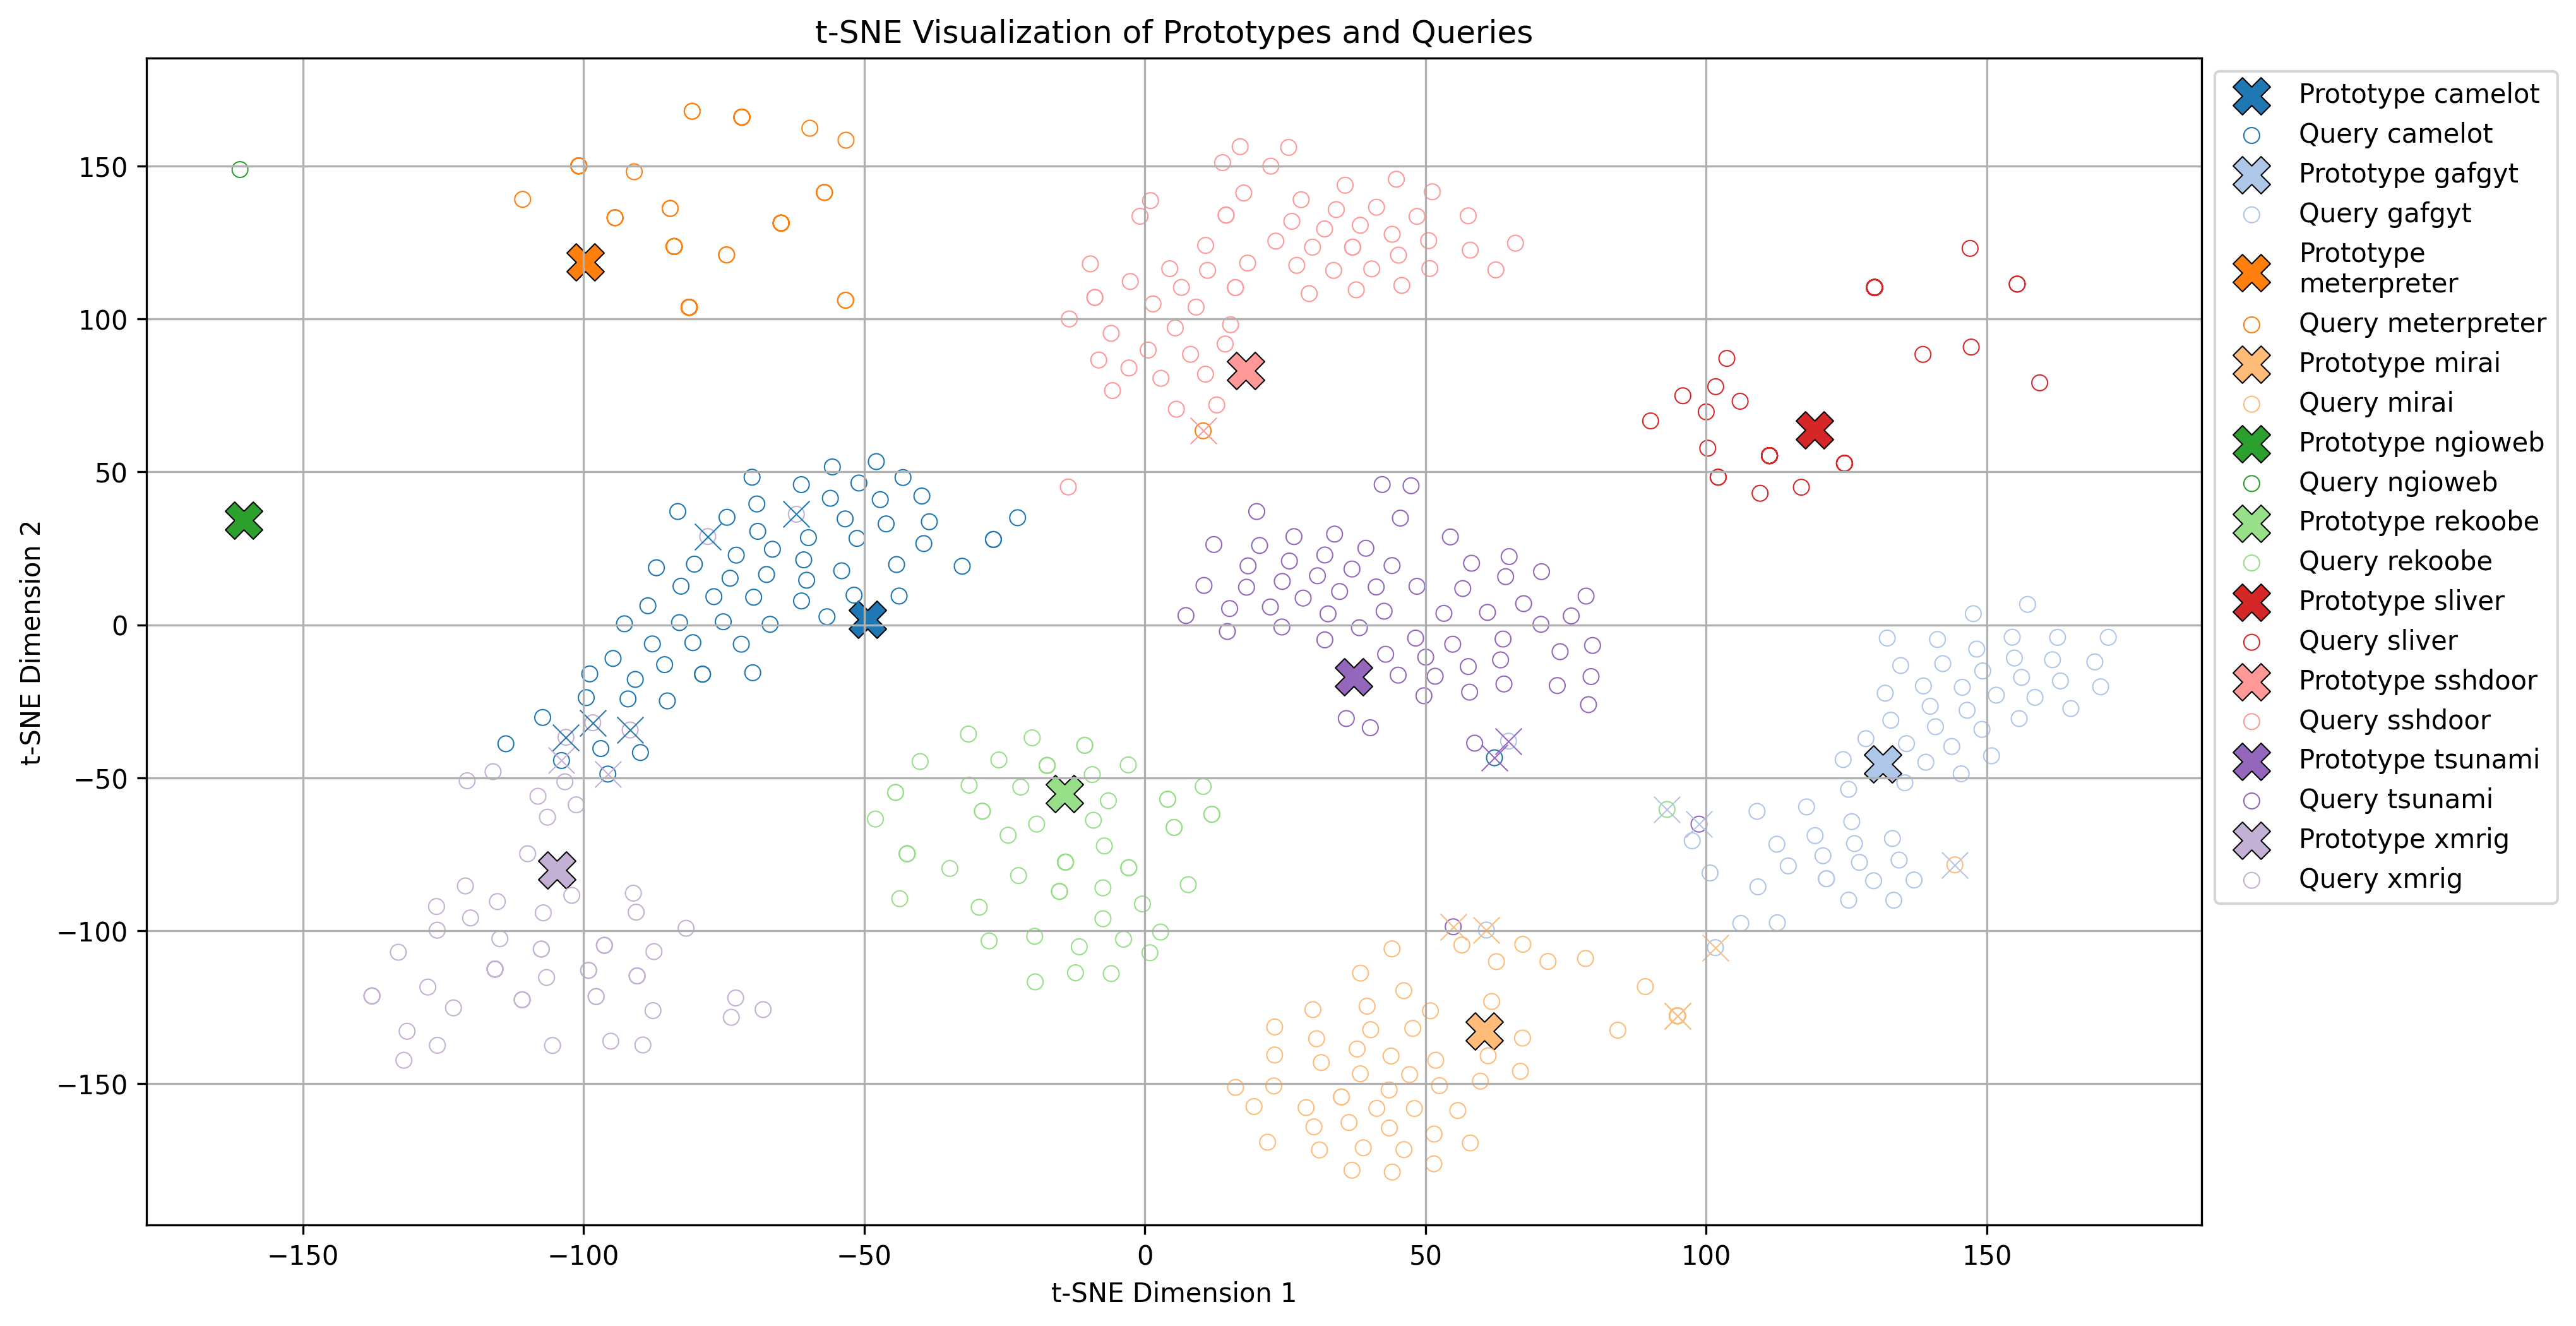 t-SNE Visualization of Prototypes and Queries
t-SNE Dimension 2
150
100
50
0
−50
−100
−150
−150
−100
−50
0
50
100
150
t-SNE Dimension 1
Prototype camelot
Query camelot
Prototype gafgyt
Query gafgyt
Prototype
meterpreter
Query meterpreter
Prototype mirai
Query mirai
Prototype ngioweb
Query ngioweb
Prototype rekoobe
Query rekoobe
Prototype sliver
Query sliver
Prototype sshdoor
Query sshdoor
Prototype tsunami
Query tsunami
Prototype xmrig
Query xmrig